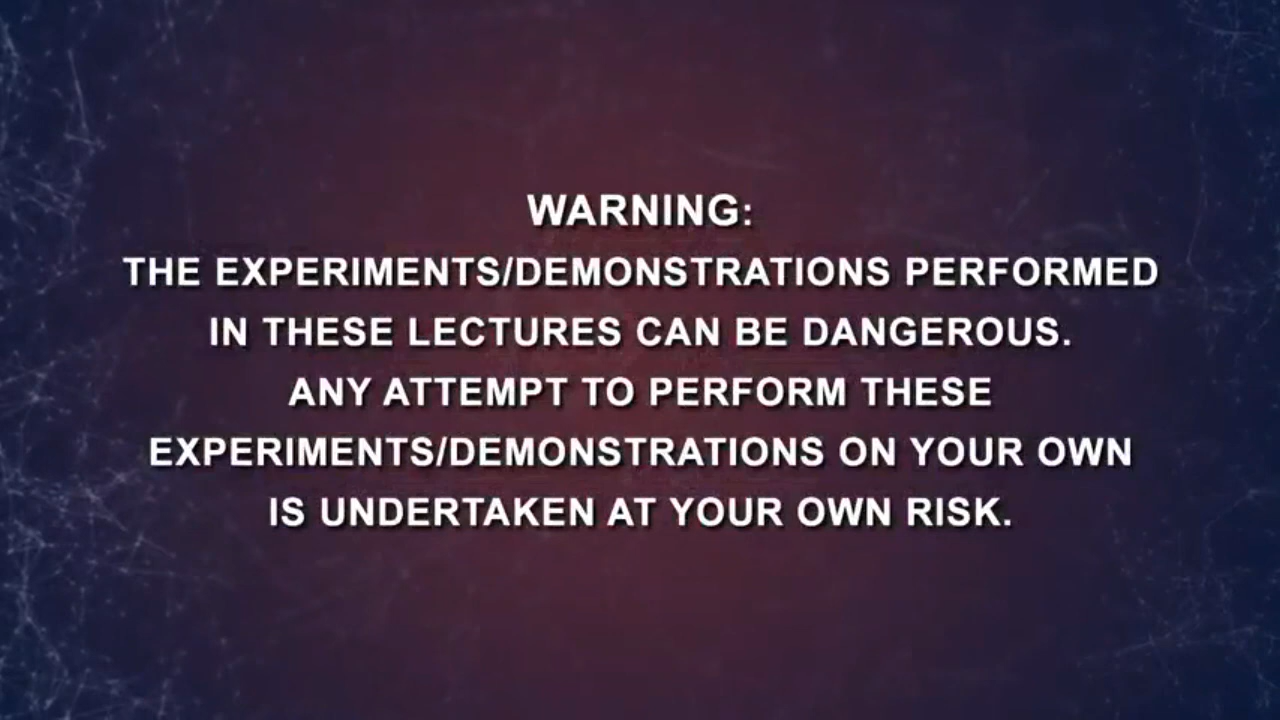 WARNING:
THE EXPERIMENTS/DEMONSTRATIONS PERFORMED
IN THESE LECTURES CAN BE DANGEROUS.
ANY ATTEMPT TO PERFORM THESE
EXPERIMENTS/DEMONSTRATIONS ON YOUR OWN
IS UNDERTAKEN AT YOUR OWN RISK.